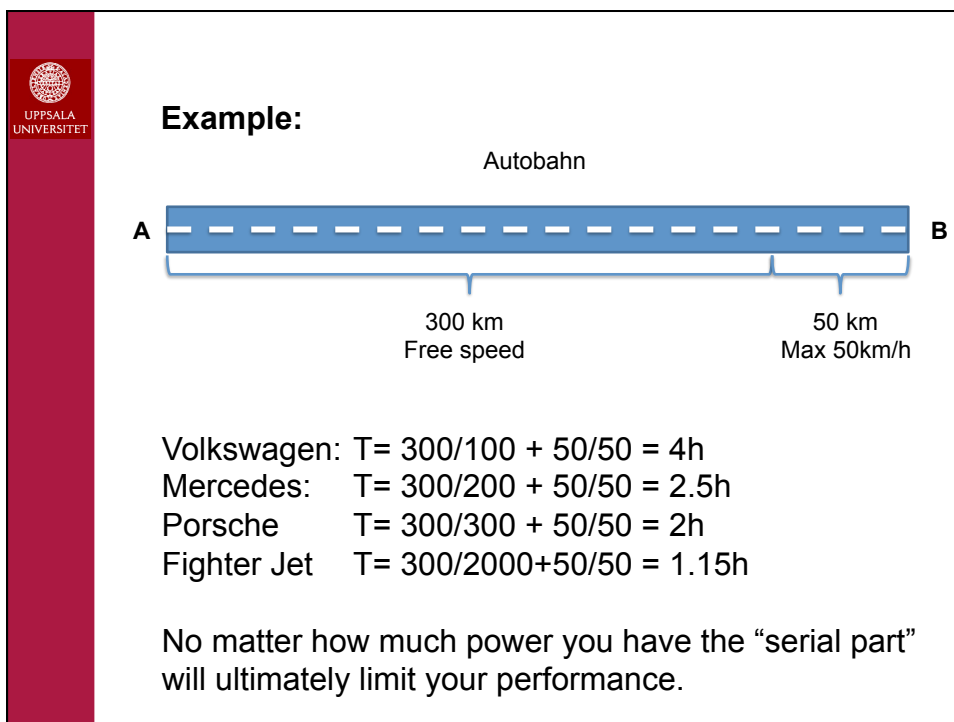 UPPSALA
UNIVERSITET
Example:
Autobahn
A
B
300 km
Free speed
50 km
Max 50km/h
Volkswagen: T= 300/100 + 50/50 = 4h
Mercedes: T= 300/200 + 50/50 = 2.5h
Porsche T= 300/300 + 50/50 = 2h
Fighter Jet T= 300/2000+50/50 = 1.15h
No matter how much power you have the “serial part”
will ultimately limit your performance.